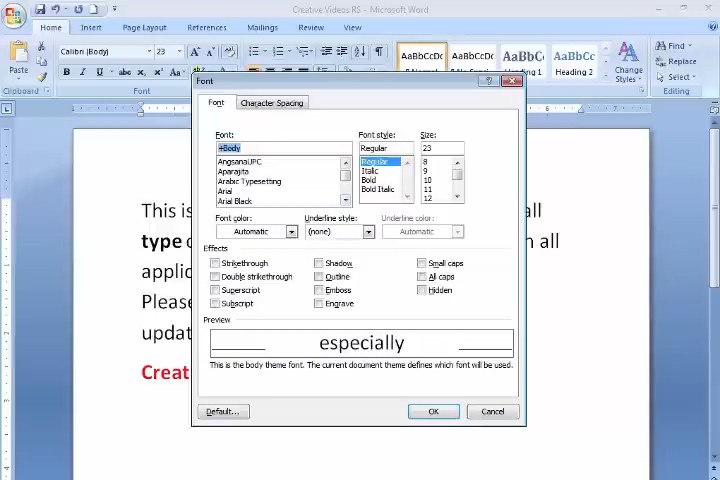 Creative Videos RS - Microsoft Word
Home Insert Page Layout References Mailings Review View
Calibri (Body) 23
Paste
Clipboard Font
AaBbCcDc AaBbCcDc AaBbC AaBbCc
Heading 2
Change
Styles
Find
Replace
Select
Editing
Font
Font Character Spacing
Font: Font style: Size:
+Body Regular 23
AngsanaUPC Regular 8
Aparajita Italic 9
Arabic Typesetting Bold 10
Arial Bold Italic 11
Arial Black 12
Font color: Underline style: Underline color:
Automatic (none) Automatic
Effects
Strikethrough Shadow Small caps
Double strikethrough Outline All caps
Superscript Emboss Hidden
Subscript Engrave
Preview
especially
This is the body theme font. The current document theme defines which font will be used.
Default... OK Cancel
This is all
type all
applic
Please
updat
Creat